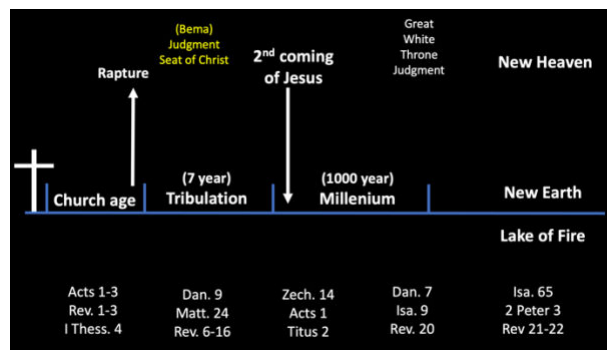 (Bema)
Judgment
Seat of Christ
Rapture
2nd coming
of Jesus
Great
White
Throne
Judgment
New Heaven
Church age
(7 year)
Tribulation
(1000 year)
Millenium
New Earth
Lake of Fire
Acts 1-3
Rev. 1-3
I Thess. 4
Dan. 9
Matt. 24
Rev. 6-16
Zech. 14
Acts 1
Titus 2
Dan. 7
Isa. 9
Rev. 20
Isa. 65
2 Peter 3
Rev 21-22